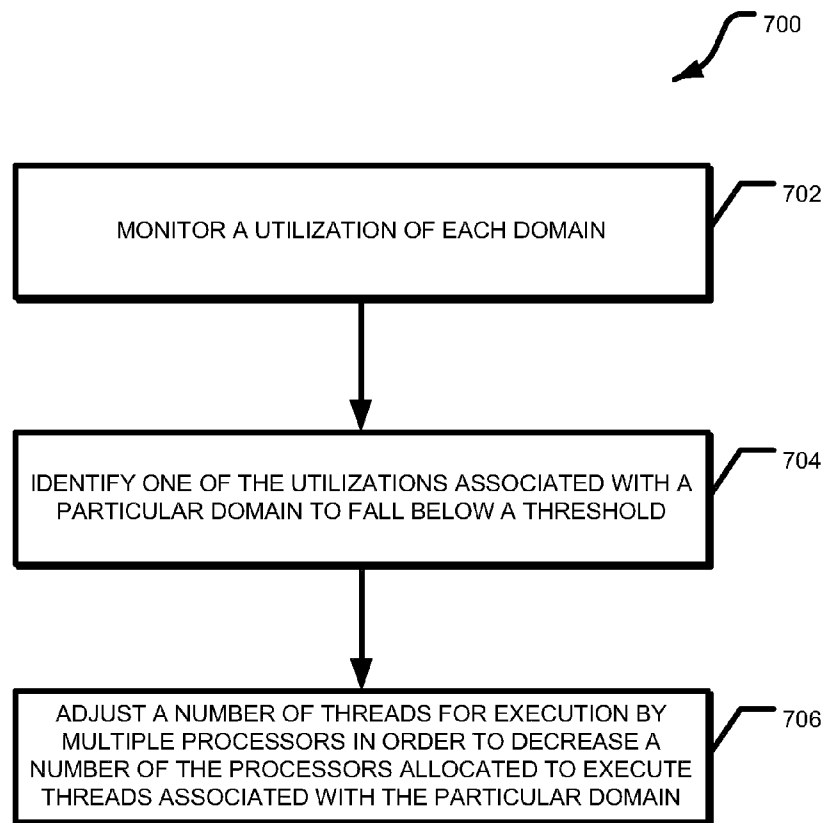 700
702
MONITOR A UTILIZATION OF EACH DOMAIN
704
IDENTIFY ONE OF THE UTILIZATIONS ASSOCIATED WITH A
PARTICULAR DOMAIN TO FALL BELOW A THRESHOLD
706
ADJUST A NUMBER OF THREADS FOR EXECUTION BY
MULTIPLE PROCESSORS IN ORDER TO DECREASE A
NUMBER OF THE PROCESSORS ALLOCATED TO EXECUTE
THREADS ASSOCIATED WITH THE PARTICULAR DOMAIN